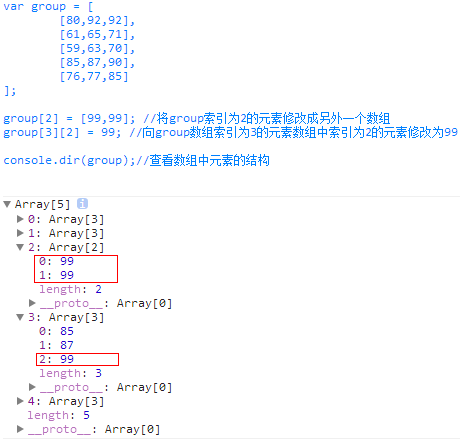 var group = [
[80,92,92],
[61,65,71],
[59,63,70],
[85,87,90],
[76,77,85]
];
group[2] = [99,99]; //将group索引为2的元素修改成另外一个数组
group[3][2] = 99; //向group数组索引为3的元素数组中索引为2的元素修改为99
console.dir(group);//查看数组中元素的结构
▼ Array[5] i
▶ 0: Array[3]
▶ 1: Array[3]
▼ 2: Array[2]
0: 99
1: 99
length: 2
▶ __proto__: Array[0]
▼ 3: Array[3]
0: 85
1: 87
2: 99
length: 3
▶ __proto__: Array[0]
▶ 4: Array[3]
length: 5
▶ __proto__: Array[0]